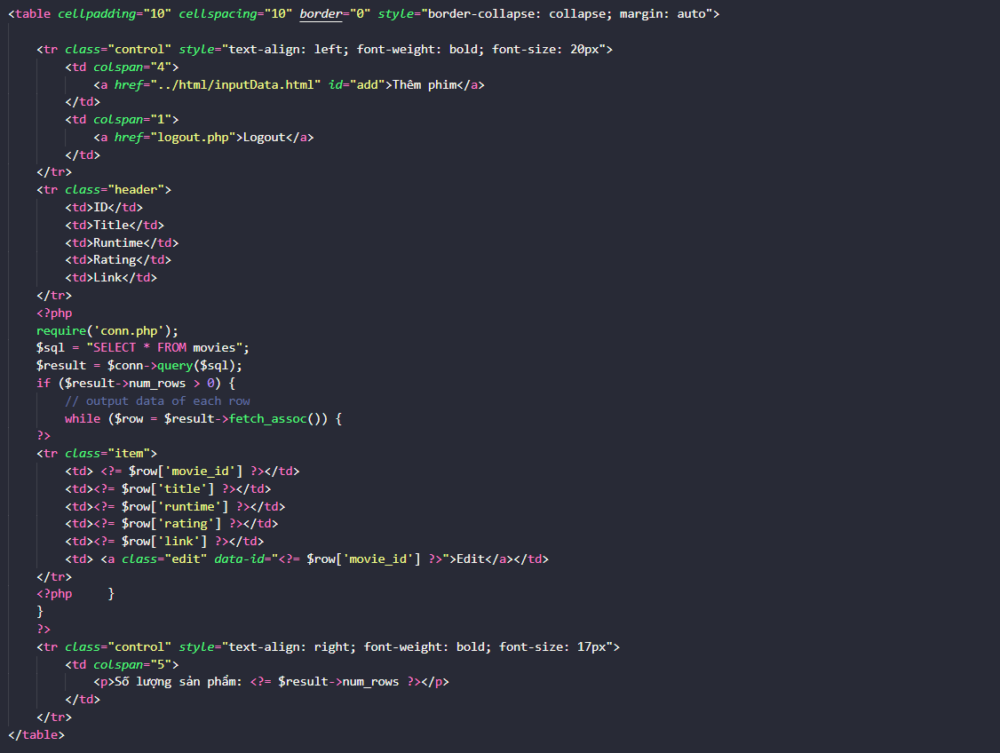 <table cellpadding="10" cellspacing="10" border="0" style="border-collapse: collapse; margin: auto">
<tr class="control" style="text-align: left; font-weight: bold; font-size: 20px">
<td colspan="4">
<a href="../html/inputData.html" id="add">Thêm phim</a>
</td>
<td colspan="1">
<a href="logout.php">Logout</a>
</td>
</tr>
<tr class="header">
<td>ID</td>
<td>Title</td>
<td>Runtime</td>
<td>Rating</td>
<td>Link</td>
</tr>
<?php
require('conn.php');
$sql = "SELECT * FROM movies";
$result = $conn->query($sql);
if ($result->num_rows > 0) {
// output data of each row
while ($row = $result->fetch_assoc()) {
?>
<tr class="item">
<td> <?= $row['movie_id'] ?></td>
<td><?= $row['title'] ?></td>
<td><?= $row['runtime'] ?></td>
<td><?= $row['rating'] ?></td>
<td><?= $row['link'] ?></td>
<td> <a class="edit" data-id="<?= $row['movie_id'] ?>">Edit</a></td>
</tr>
<?php     }
}
?>
<tr class="control" style="text-align: right; font-weight: bold; font-size: 17px">
<td colspan="5">
<p>Số lượng sản phẩm: <?= $result->num_rows ?></p>
</td>
</tr>
</table>